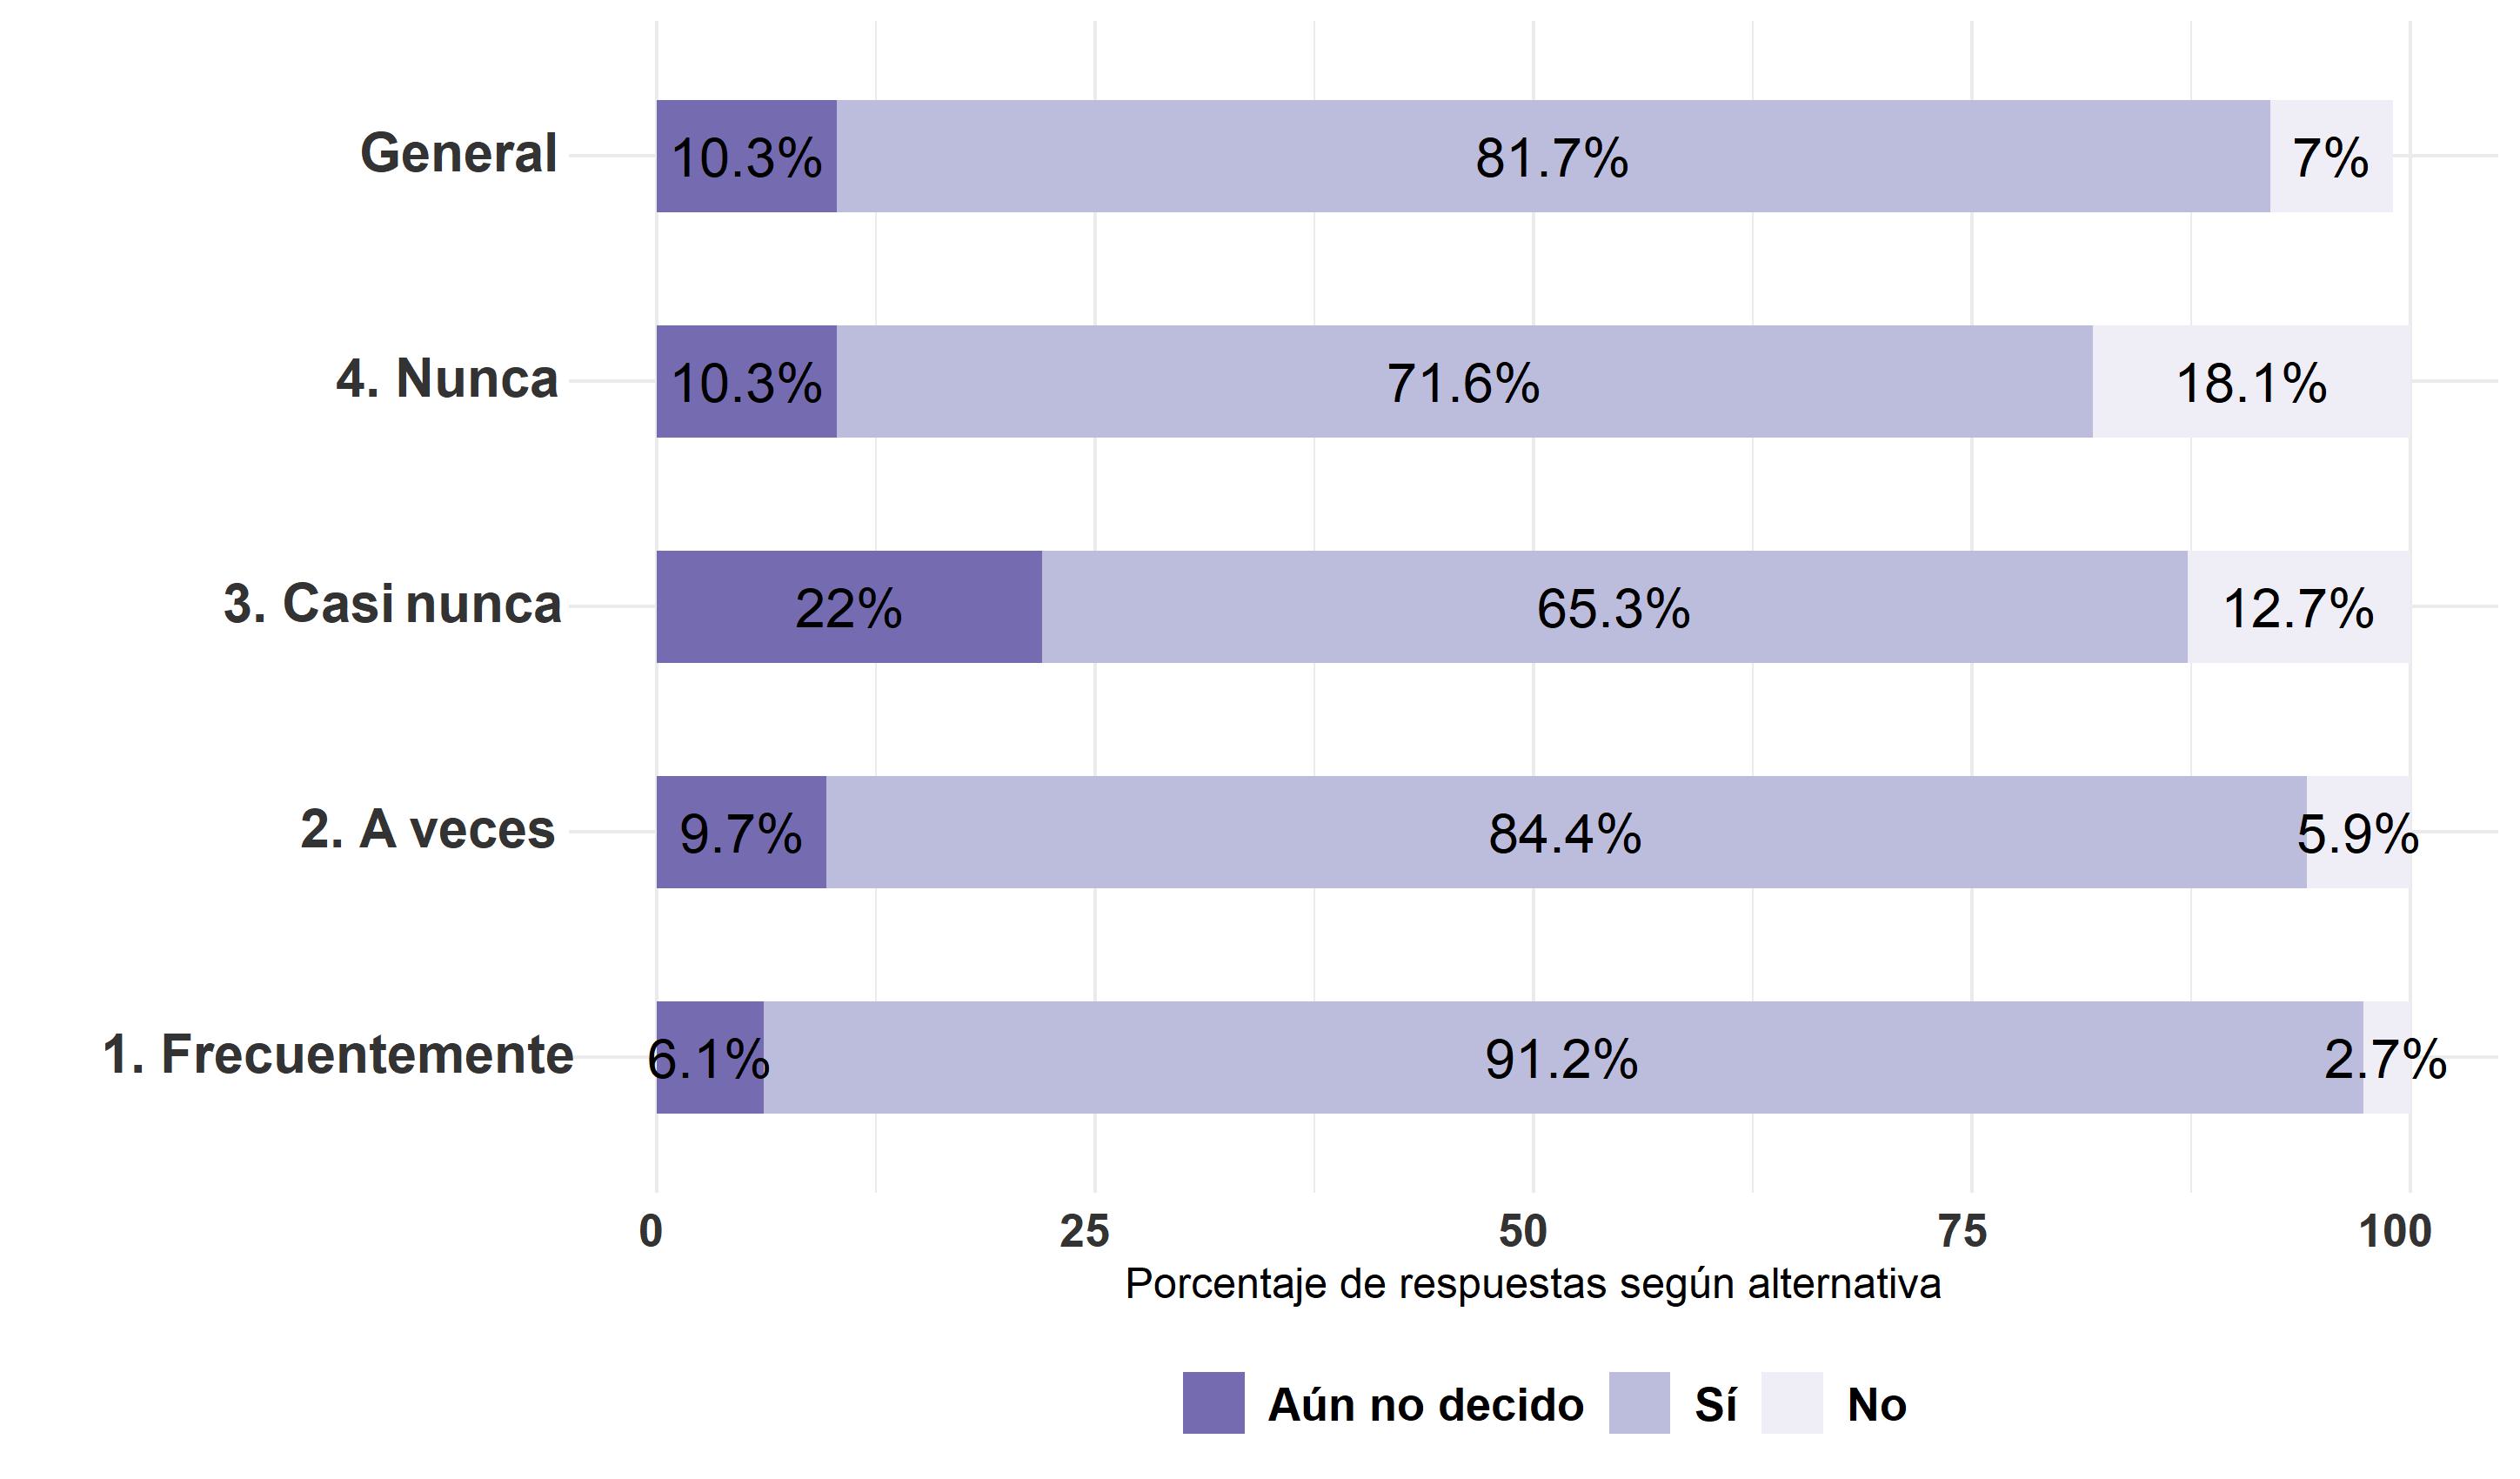 General 10.3% 81.7% 7%
4. Nunca 10.3% 71.6% 18.1%
3. Casi nunca 22% 65.3% 12.7%
2. A veces 9.7% 84.4% 5.9%
1. Frecuentemente 6.1% 91.2% 2.7%
0 25 50 75 100
Porcentaje de respuestas según alternativa
Aún no decido Sí No